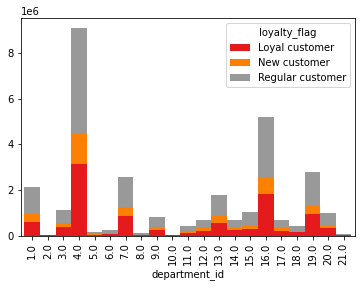 1e6
loyalty_flag
Loyal customer
New customer
Regular customer
8
6
4
2
0
1.0 2.0 3.0 4.0 5.0 6.0 7.0 8.0 9.0 10.0 11.0 12.0 13.0 14.0 15.0 16.0 17.0 18.0 19.0 20.0 21.0
department_id